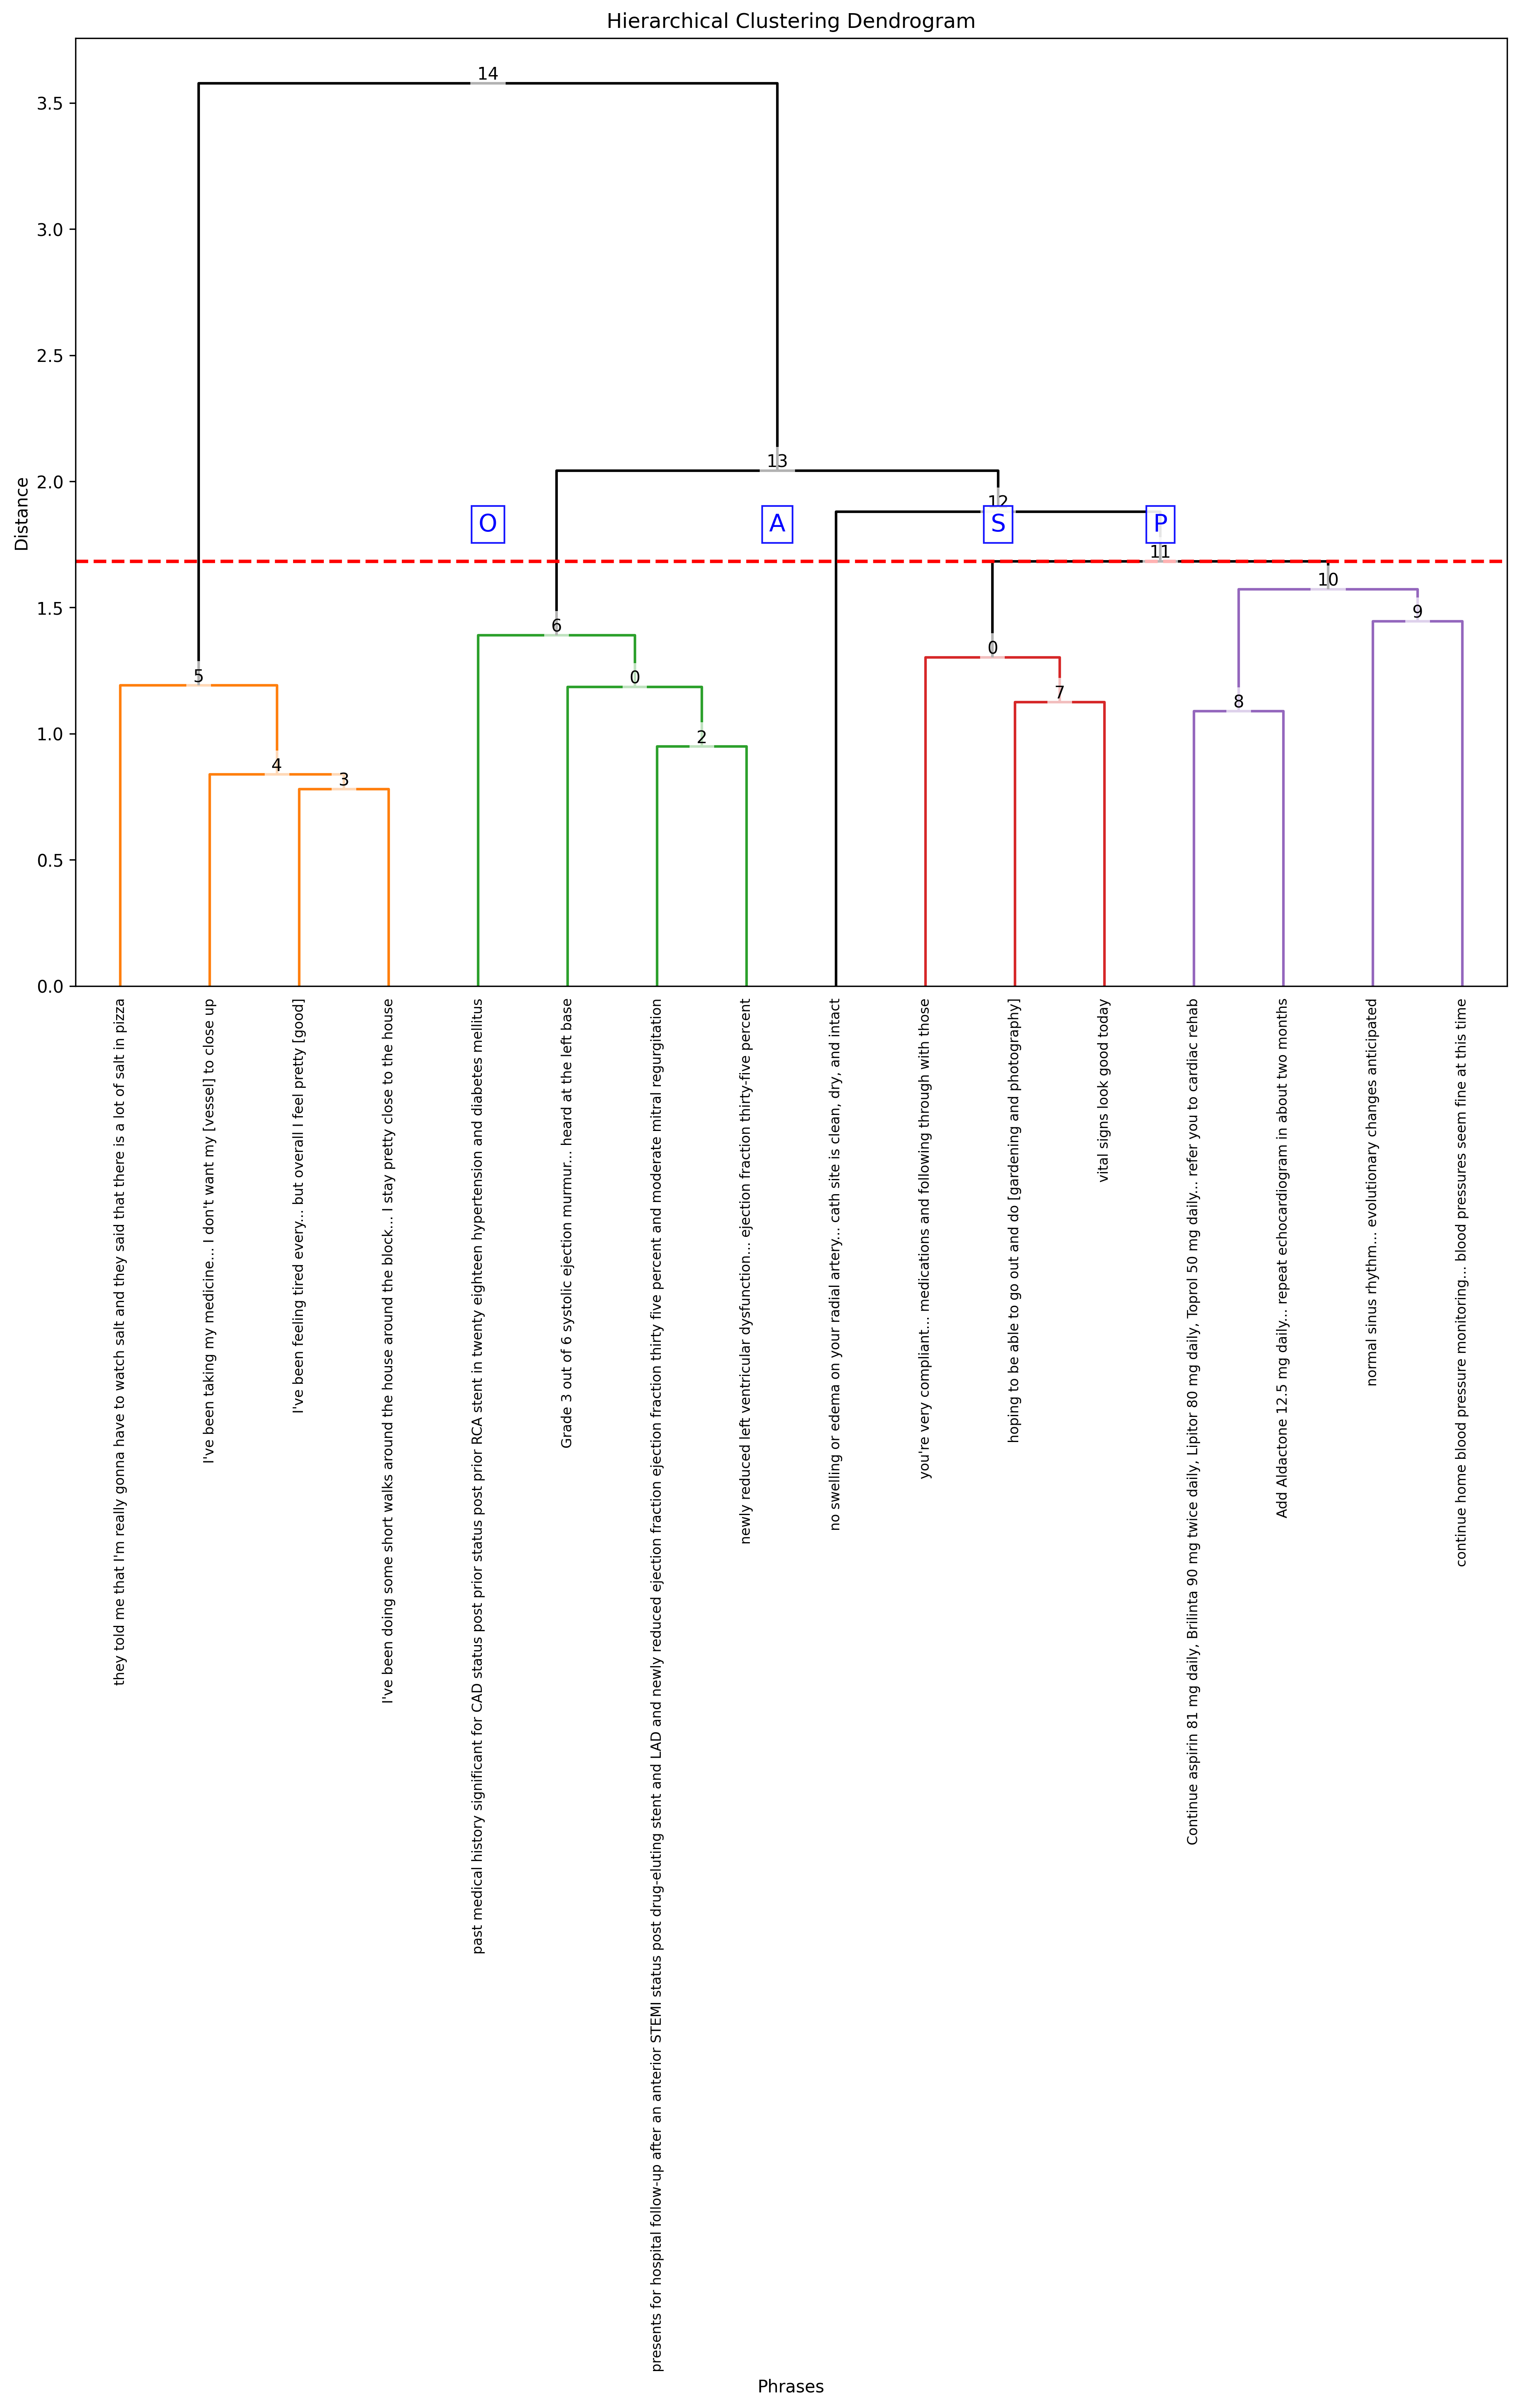 Hierarchical Clustering Dendrogram
Distance
3.5
3.0
2.5
2.0
1.5
1.0
0.5
0.0
14
13
12
O
A
S
P
11
10
9
6
0
5
0
7
8
2
4
3
they told me that I'm really gonna have to watch salt and they said that there is a lot of salt in pizza
I've been taking my medicine... I don't want my [vessel] to close up
I've been feeling tired every... but overall I feel pretty [good]
I've been doing some short walks around the house around the block... I stay pretty close to the house
past medical history significant for CAD status post prior status post prior RCA stent in twenty eighteen hypertension and diabetes mellitus
Grade 3 out of 6 systolic ejection murmur... heard at the left base
presents for hospital follow-up after an anterior STEMI status post drug-eluting stent and LAD and newly reduced ejection fraction ejection fraction thirty five percent and moderate mitral regurgitation
newly reduced left ventricular dysfunction... ejection fraction thirty-five percent
no swelling or edema on your radial artery... cath site is clean, dry, and intact
you're very compliant... medications and following through with those
hoping to be able to go out and do [gardening and photography]
vital signs look good today
Continue aspirin 81 mg daily, Brilinta 90 mg twice daily, Lipitor 80 mg daily, Toprol 50 mg daily... refer you to cardiac rehab
Add Aldactone 12.5 mg daily... repeat echocardiogram in about two months
normal sinus rhythm... evolutionary changes anticipated
continue home blood pressure monitoring... blood pressures seem fine at this time
Phrases